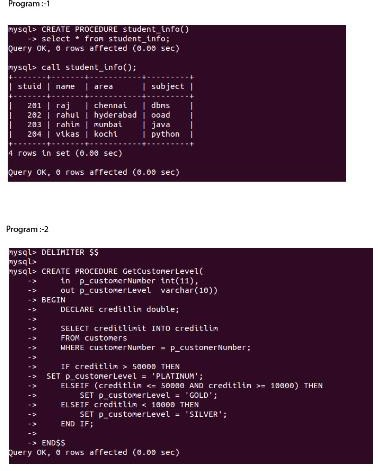 Program :-1
mysql> CREATE PROCEDURE student_info()
-> select * from student_info;
Query OK, 0 rows affected (0.00 sec)
mysql> call student_info();
+-------+-------+-----------+---------+
| stuid | name | area | subject |
+-------+-------+-----------+---------+
| 201 | raj | chennai | dbms |
| 202 | rahul | hyderabad | ooad |
| 203 | rahim | mumbai | java |
| 204 | vikas | kochi | python |
+-------+-------+-----------+---------+
4 rows in set (0.00 sec)
Query OK, 0 rows affected (0.00 sec)
Program :-2
mysql> DELIMITER $$
mysql>
mysql> CREATE PROCEDURE GetCustomerLevel(
-> in p_customerNumber int(11),
-> out p_customerLevel varchar(10))
-> BEGIN
-> DECLARE creditlim double;
->
-> SELECT creditlimit INTO creditlim
-> FROM customers
-> WHERE customerNumber = p_customerNumber;
->
-> IF creditlim > 50000 THEN
-> SET p_customerLevel = 'PLATINUM';
-> ELSEIF (creditlim <= 50000 AND creditlim >= 10000) THEN
-> SET p_customerLevel = 'GOLD';
-> ELSEIF creditlim < 10000 THEN
-> SET p_customerLevel = 'SILVER';
-> END IF;
->
-> END$$
Query OK, 0 rows affected (0.00 sec)